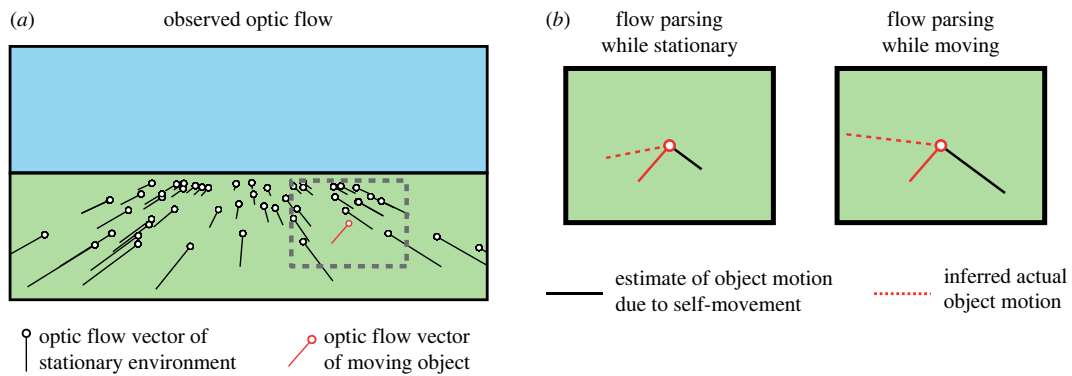 (a) observed optic flow
optic flow vector of
stationary environment
optic flow vector
of moving object
(b) flow parsing
while stationary
flow parsing
while moving
estimate of object motion
due to self-movement
inferred actual
object motion